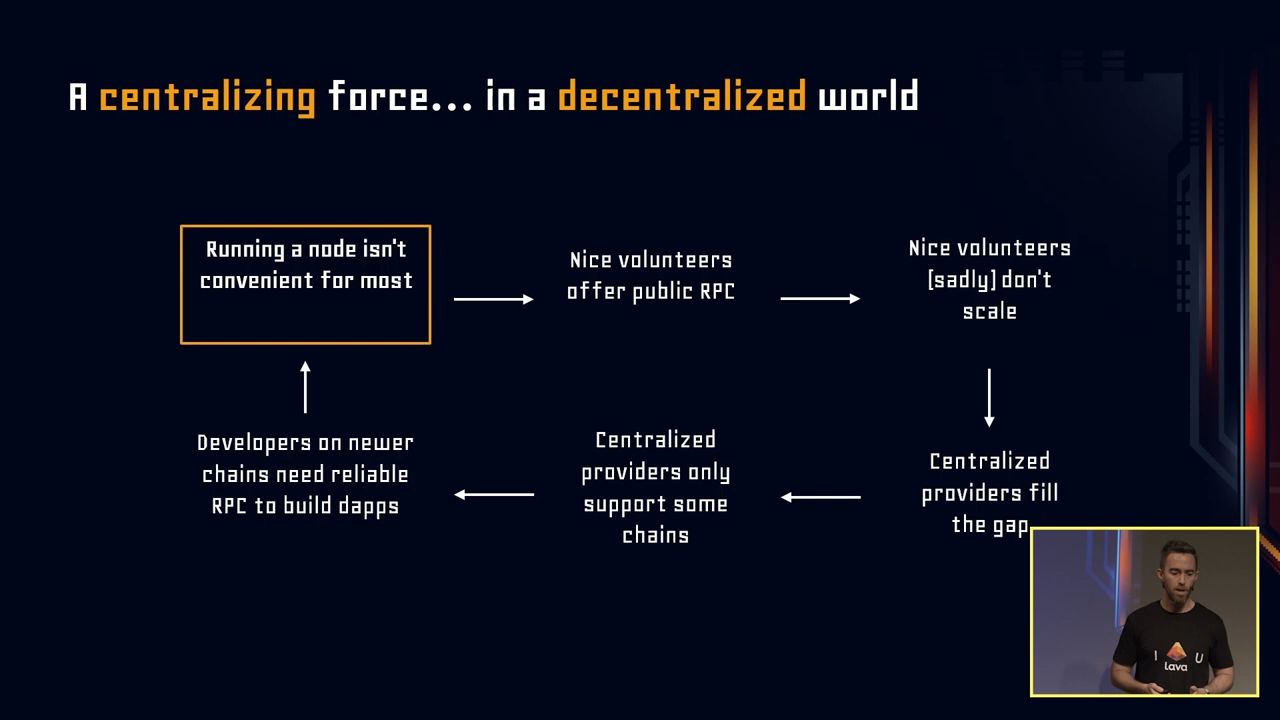 A centralizing force... in a decentralized world
Running a node isn't
convenient for most
Nice volunteers
offer public RPC
Nice volunteers
[sadly] don't
scale
Centralized
providers fill
the gap
Centralized
providers only
support some
chains
Developers on newer
chains need reliable
RPC to build dapps
I U
Lava